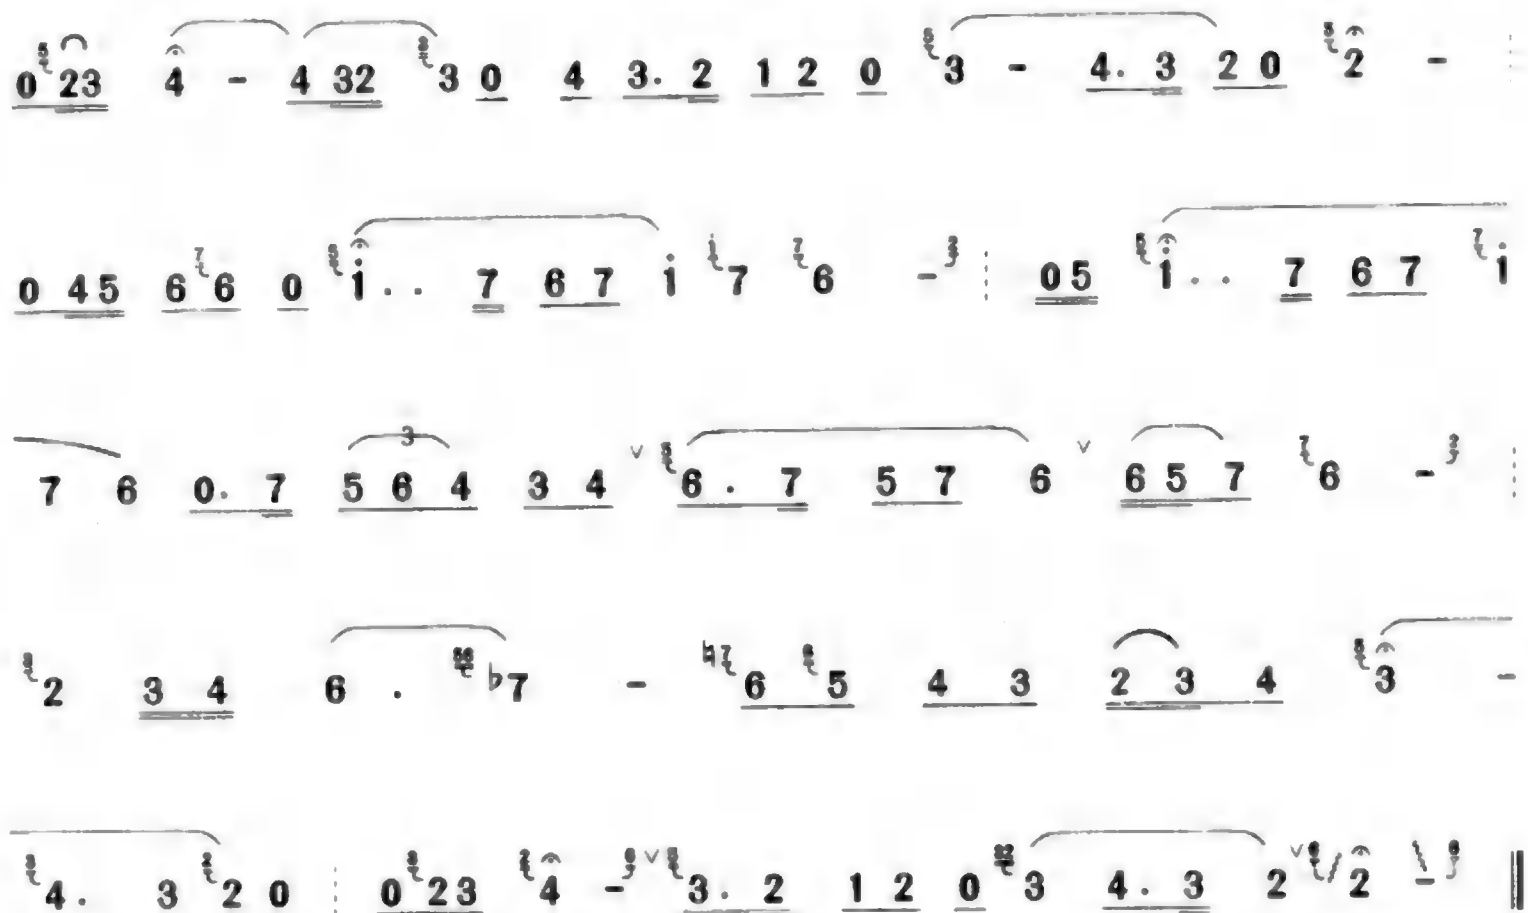 0 23 4 - 4 32 3 0 4 3. 2 1 2 0 3 - 4. 3 2 0 2 -
0 45 6 6 0 i.. 7 6 7 i 7 6 - 05 i.. 7 6 7 i
7 6 0. 7 5 6 4 3 4 6. 7 5 7 6 6 5 7 6 -
2 3 4 6. ♭7 - 6 5 4 3 2 3 4 3 -
4. 3 2 0 0 23 4 - 3. 2 1 2 0 3 4. 3 2 2 -